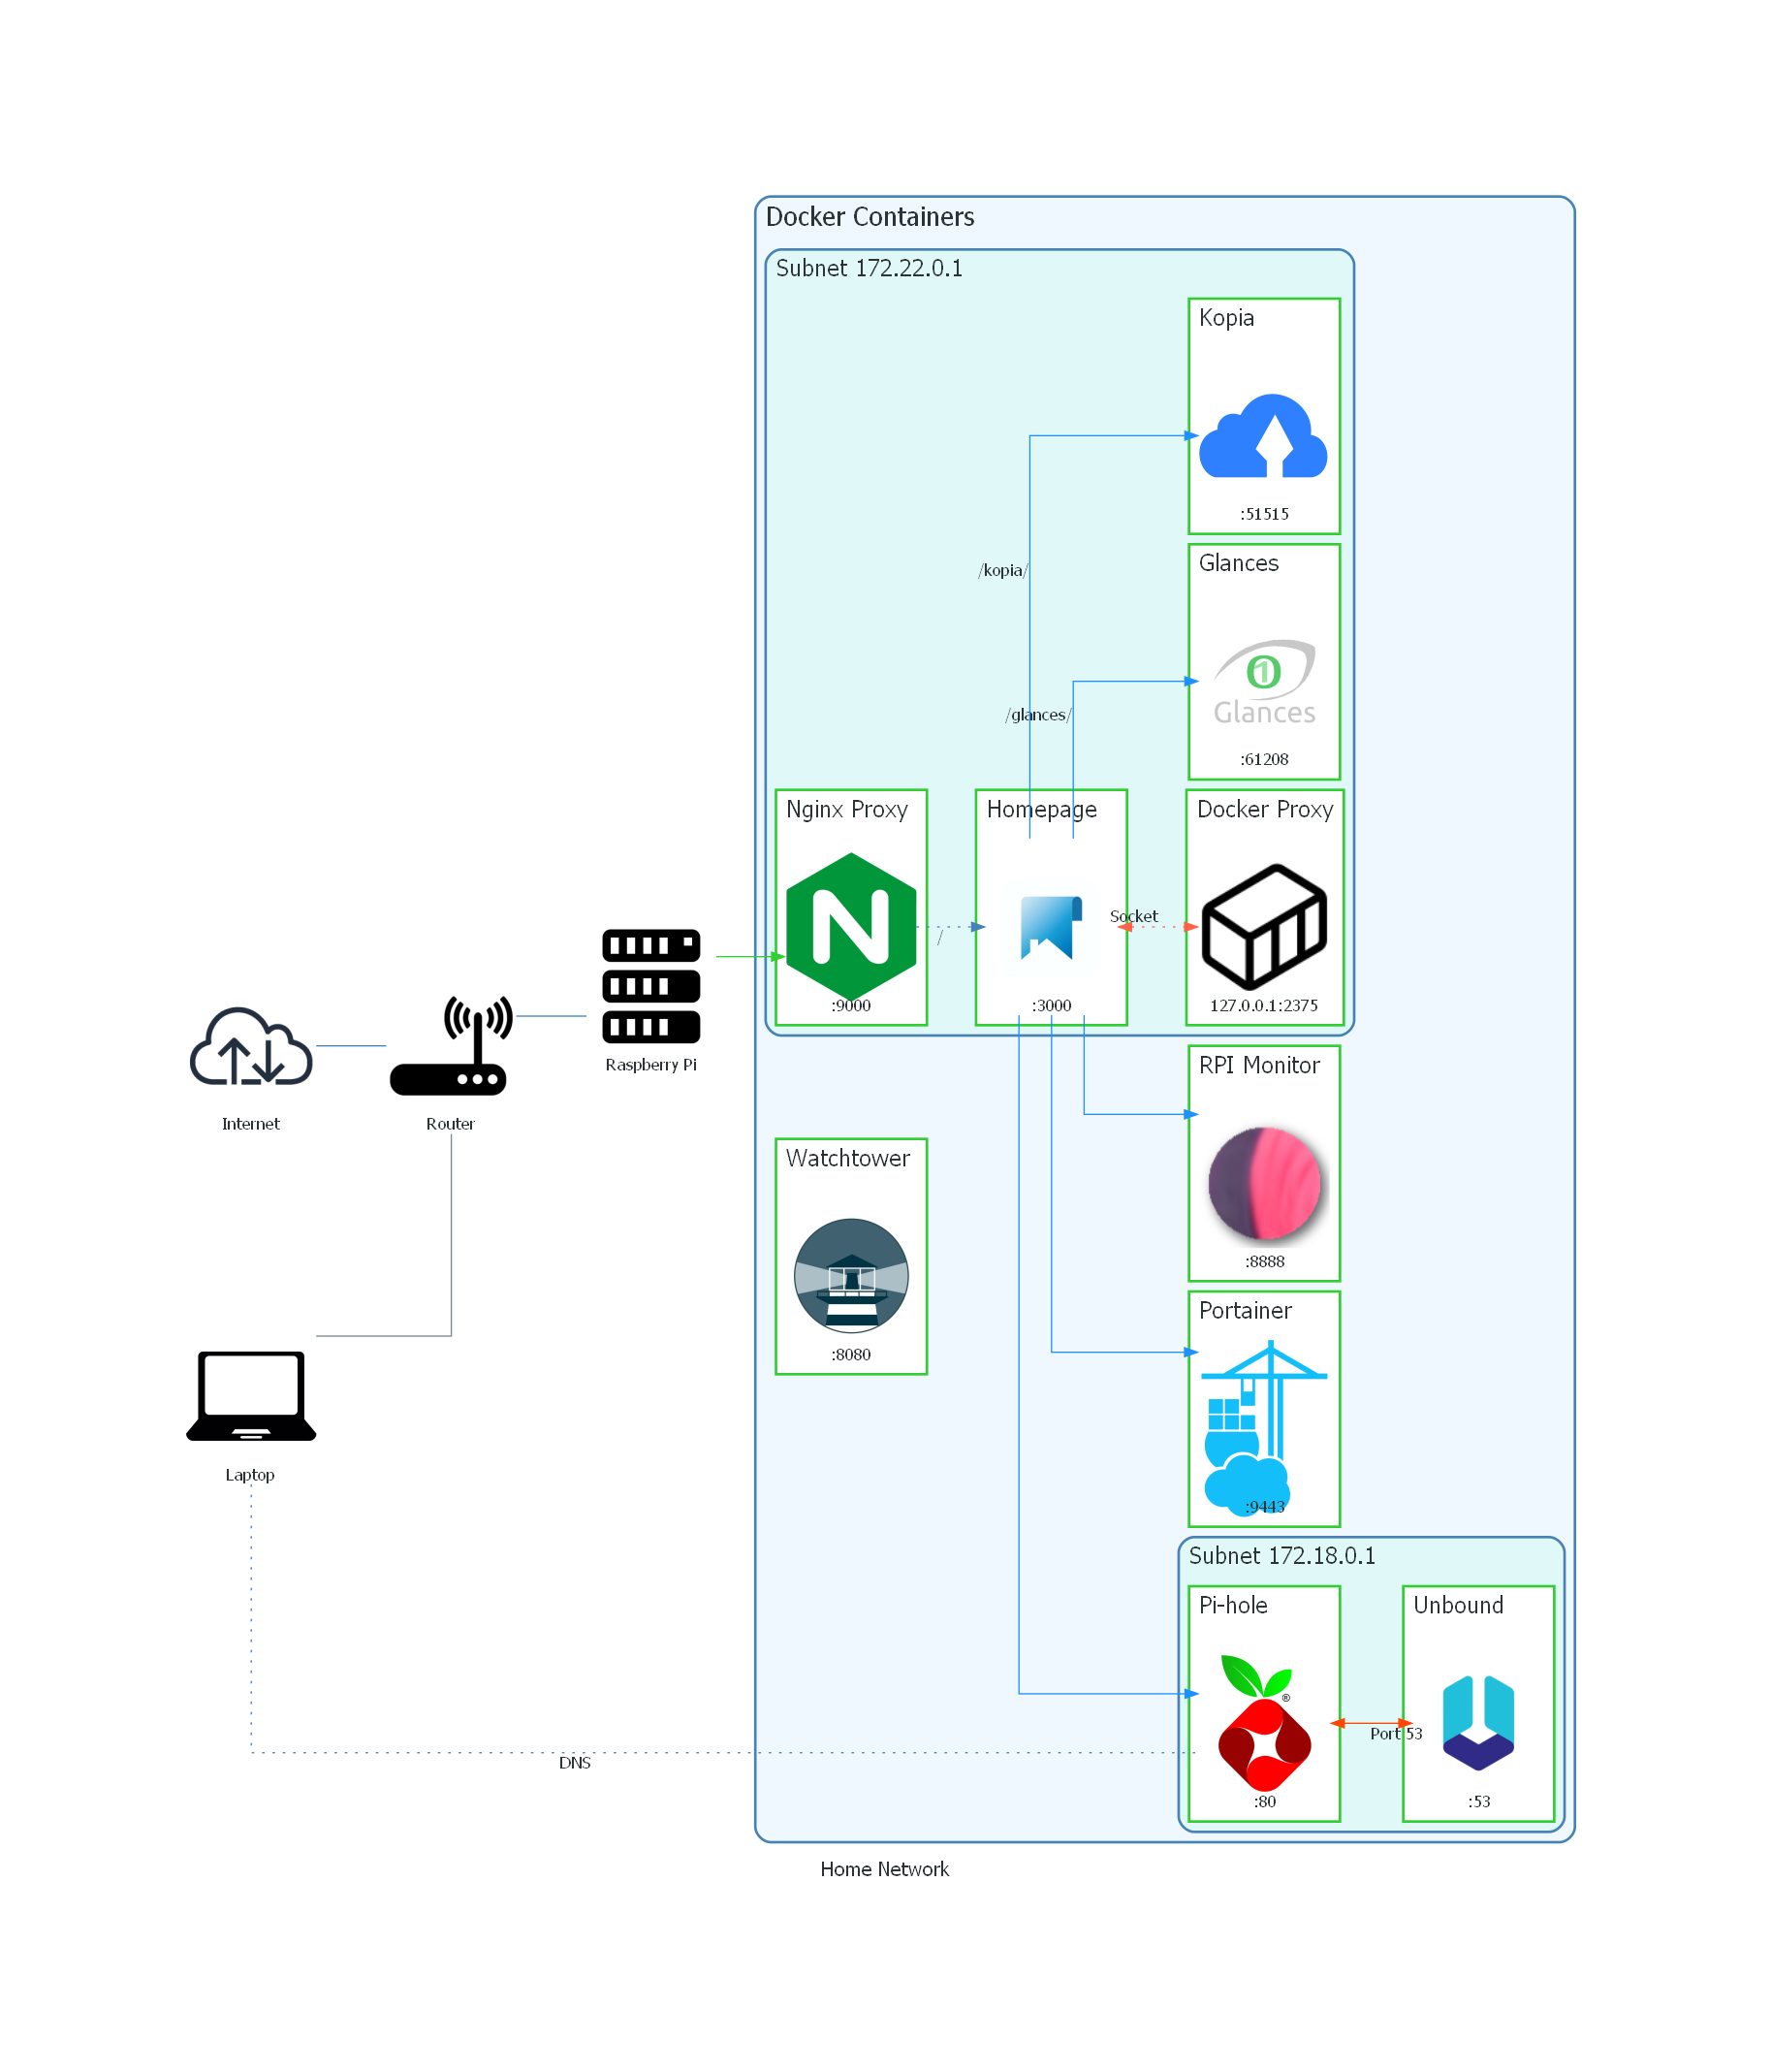 Docker Containers
Subnet 172.22.0.1
Kopia
:51515
/kopia/
Glances
Glances
:61208
/glances/
Nginx Proxy
N
:9000
/
Homepage
:3000
Socket
Docker Proxy
127.0.0.1:2375
Raspberry Pi
Internet
Router
RPI Monitor
:8888
Watchtower
:8080
Portainer
:9443
Laptop
Subnet 172.18.0.1
Pi-hole
®
:80
Port 53
Unbound
:53
DNS
Home Network